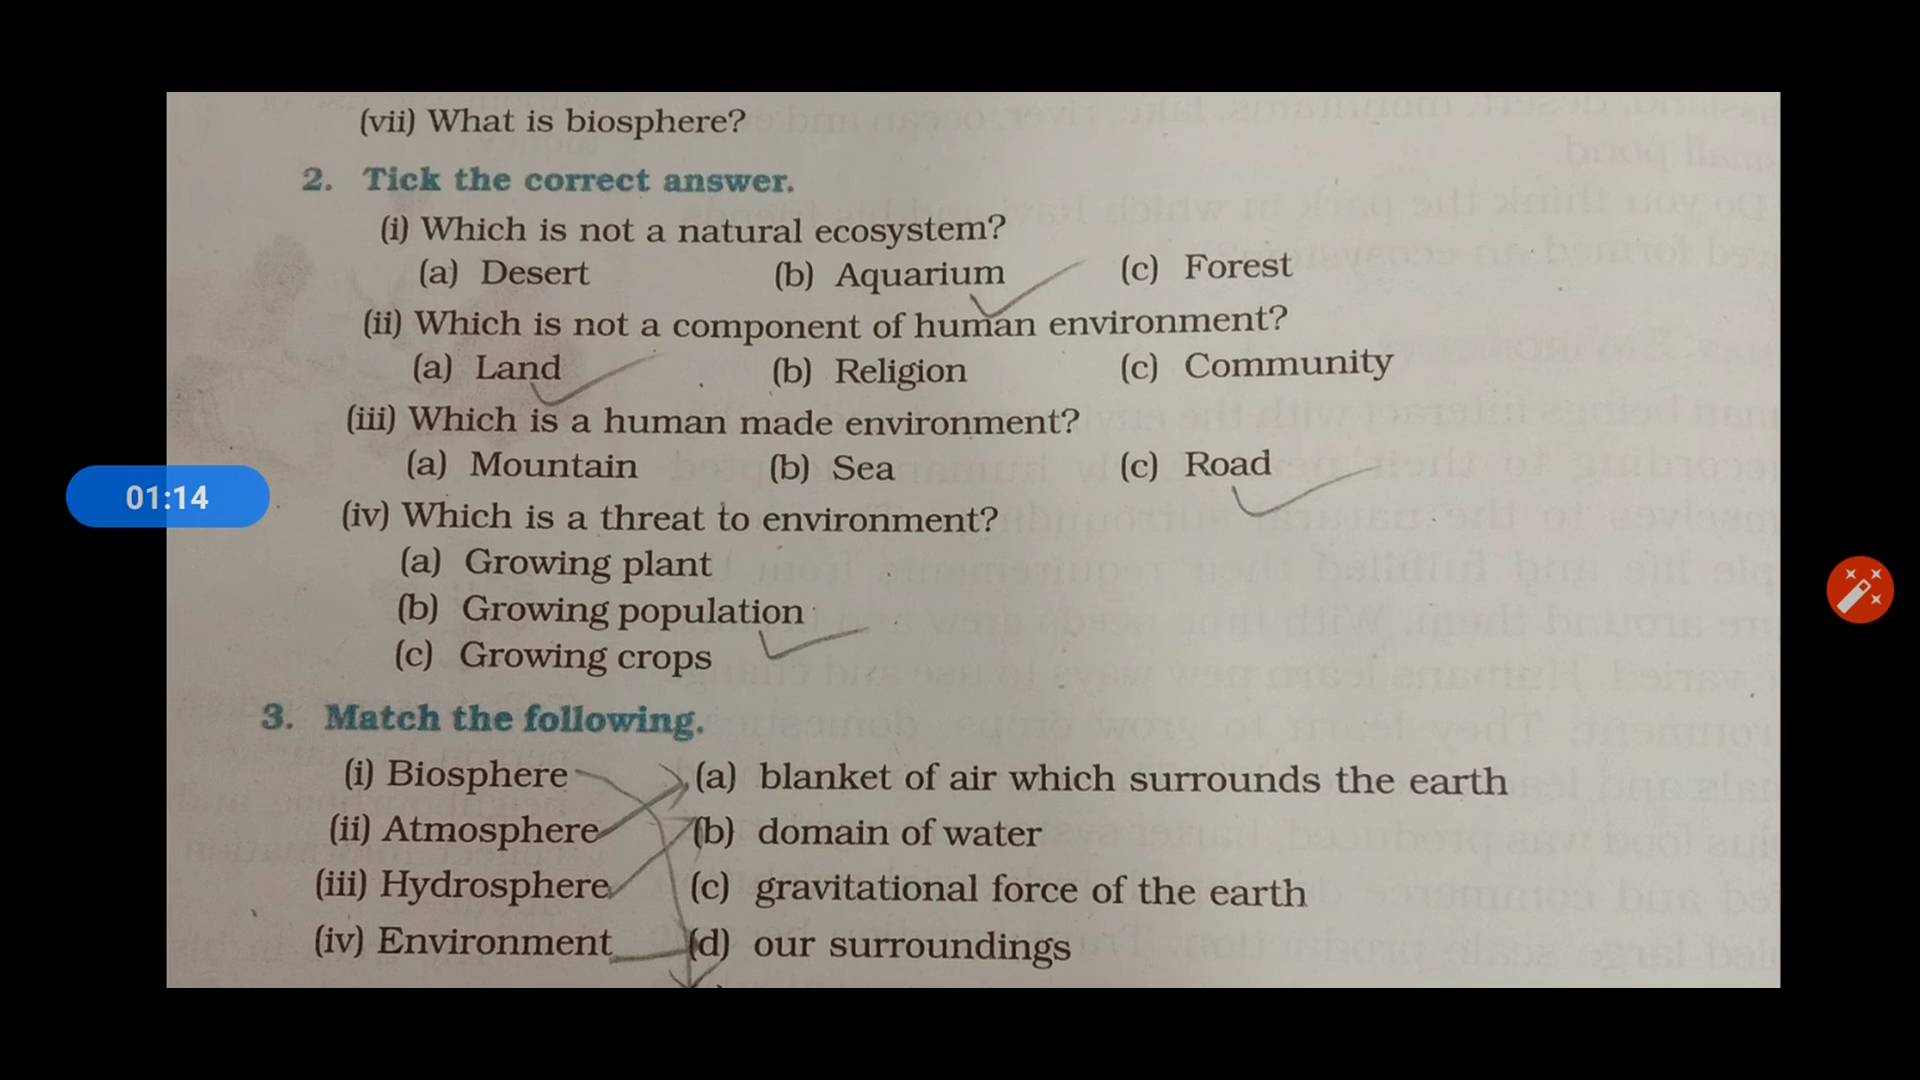 (vii) What is biosphere?
2. Tick the correct answer.
(i) Which is not a natural ecosystem?
(a) Desert (b) Aquarium (c) Forest
(ii) Which is not a component of human environment?
(a) Land (b) Religion (c) Community
(iii) Which is a human made environment?
(a) Mountain (b) Sea (c) Road
01:14
(iv) Which is a threat to environment?
(a) Growing plant
(b) Growing population
(c) Growing crops
3. Match the following.
(i) Biosphere (a) blanket of air which surrounds the earth
(ii) Atmosphere (b) domain of water
(iii) Hydrosphere (c) gravitational force of the earth
(iv) Environment (d) our surroundings